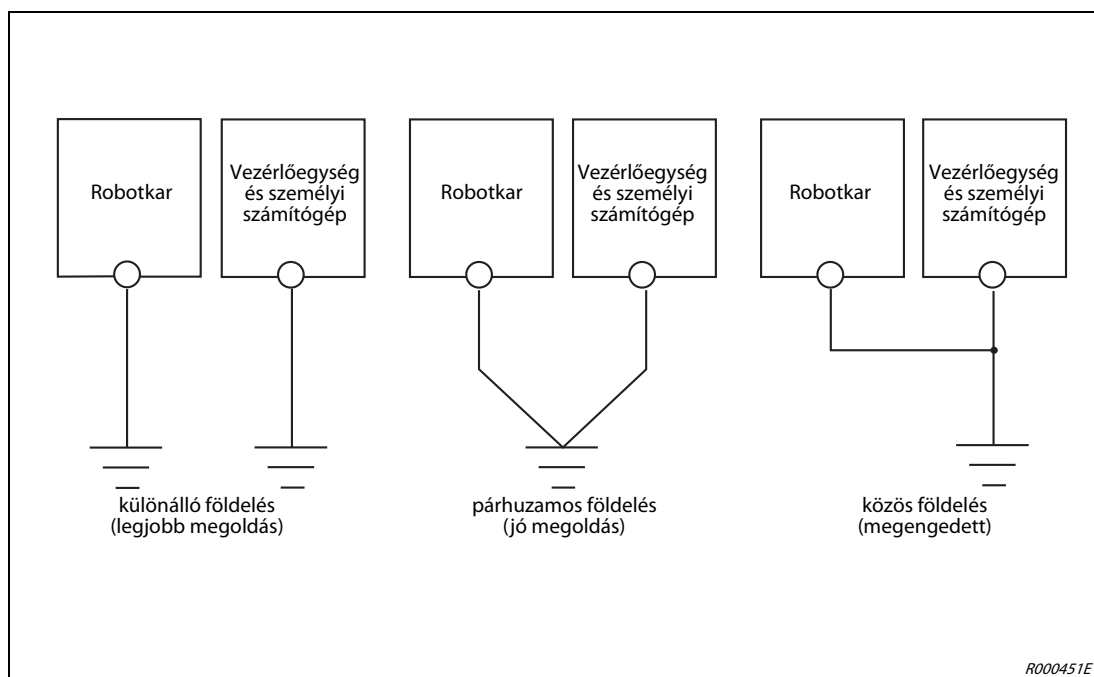 Robotkar
Vezérlőegység
és személyi
számítógép
Robotkar
Vezérlőegység
és személyi
számítógép
Robotkar
Vezérlőegység
és személyi
számítógép
különálló földelés
(legjobb megoldás)
párhuzamos földelés
(jó megoldás)
közös földelés
(megengedett)
R000451E